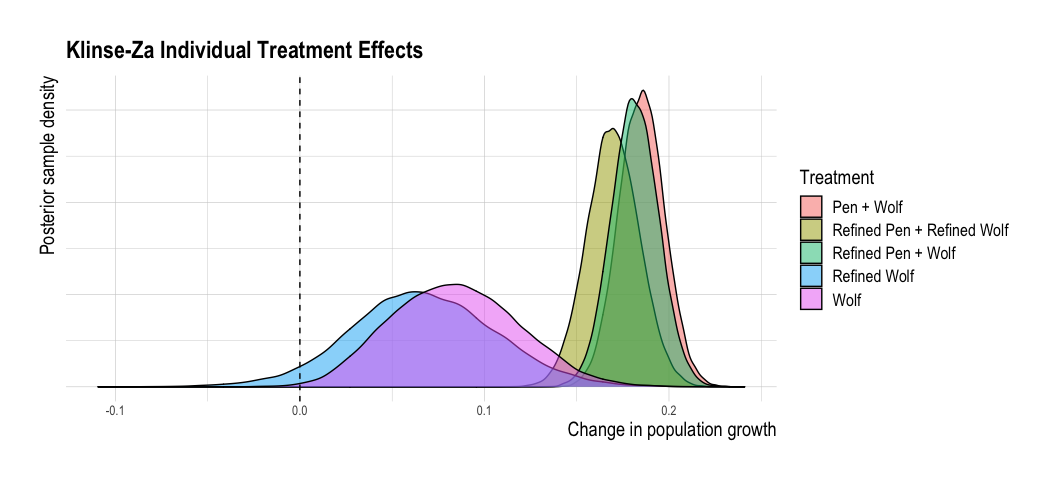 Klinse-Za Individual Treatment Effects
Posterior sample density
-0.1
0.0
0.1
0.2
Change in population growth
Treatment
Pen + Wolf
Refined Pen + Refined Wolf
Refined Pen + Wolf
Refined Wolf
Wolf